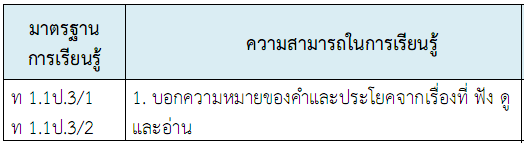 มาตรฐาน
การเรียนรู้
ความสามารถในการเรียนรู้
ท 1.1ป.3/1
ท 1.1ป.3/2
1. บอกความหมายของคำและประโยคจากเรื่องที่ ฟัง ดู
และอ่าน